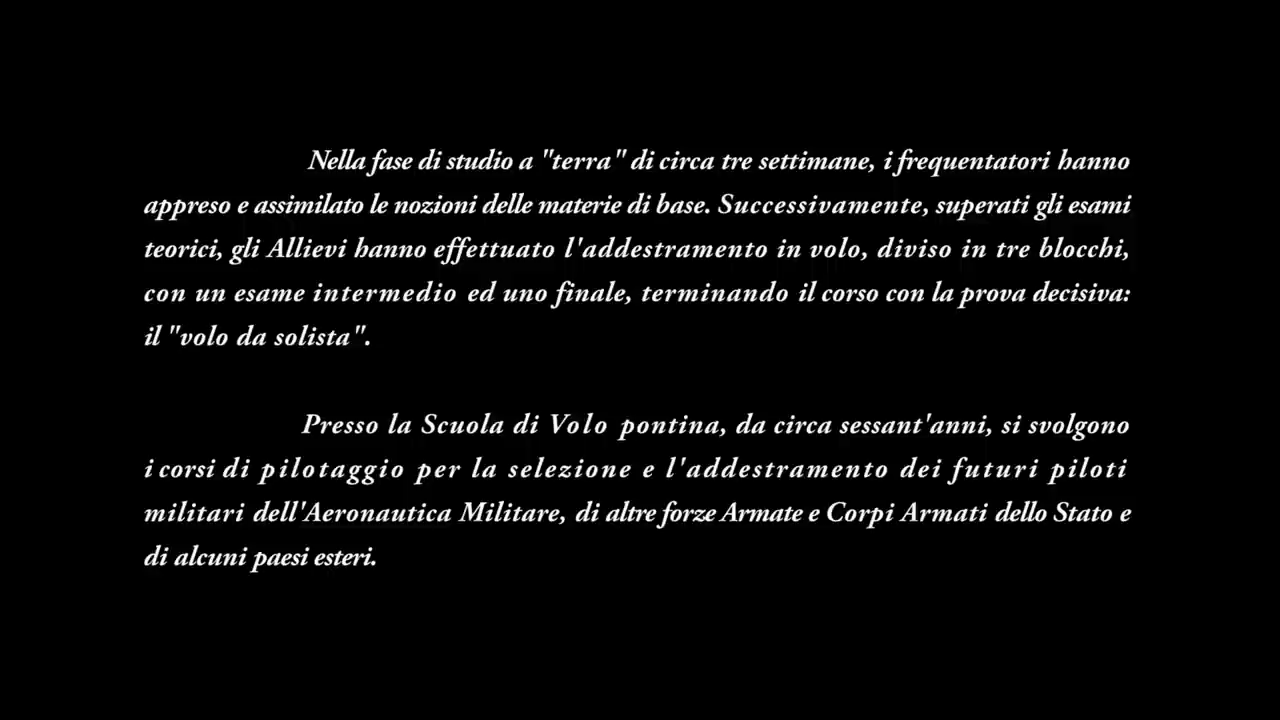 Nella fase di studio a "terra" di circa tre settimane, i frequentatori hanno
appreso e assimilato le nozioni delle materie di base. Successivamente, superati gli esami
teorici, gli Allievi hanno effettuato l'addestramento in volo, diviso in tre blocchi,
con un esame intermedio ed uno finale, terminando il corso con la prova decisiva:
il "volo da solista".
Presso la Scuola di Volo pontina, da circa sessant'anni, si svolgono
i corsi di pilotaggio per la selezione e l'addestramento dei futuri piloti
militari dell'Aeronautica Militare, di altre forze Armate e Corpi Armati dello Stato e
di alcuni paesi esteri.